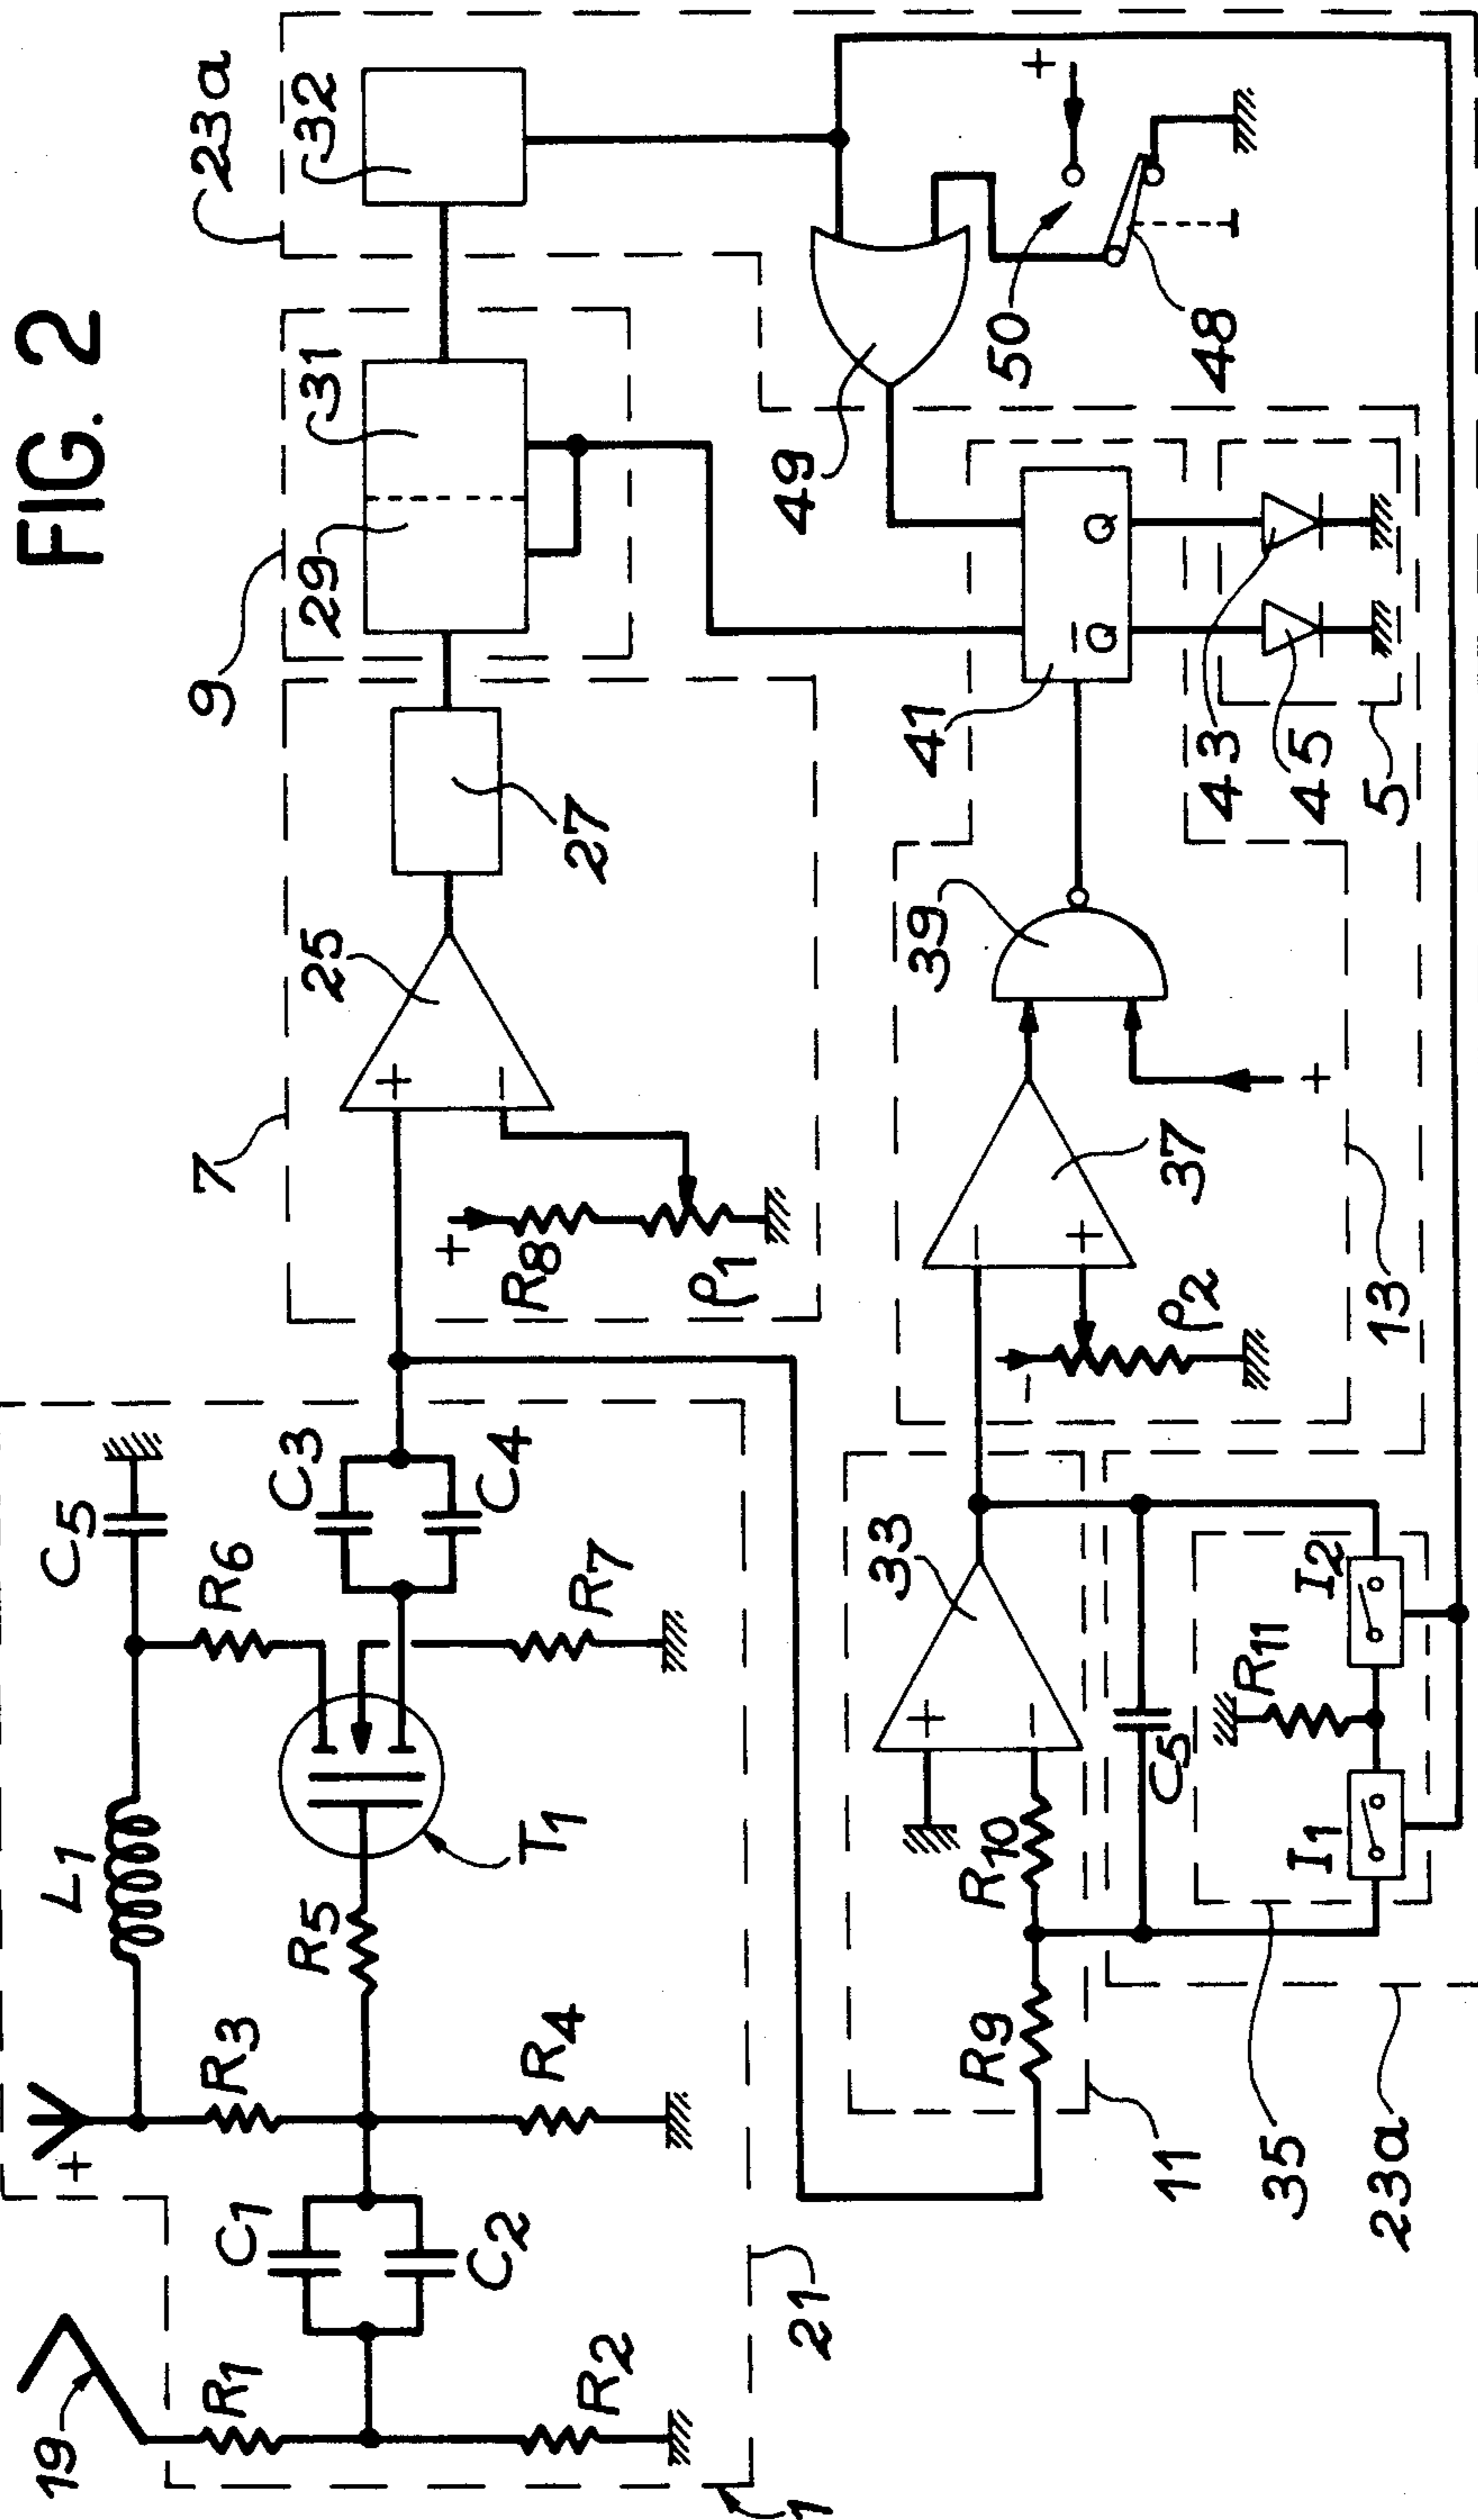 FIG. 2
23a
32
31
29
9
7
25
27
+
−
+
R8
P1
C5
L1
R6
C3
C4
R7
T1
R5
R3
R4
+
C1
C2
R1
R2
19
1
21
49
50
+
48
41
Q
Q̅
43
45
5
39
37
+
−
+
−
P2
13
33
+
−
R10
R9
11
C5
R11
I1
I2
35
23a